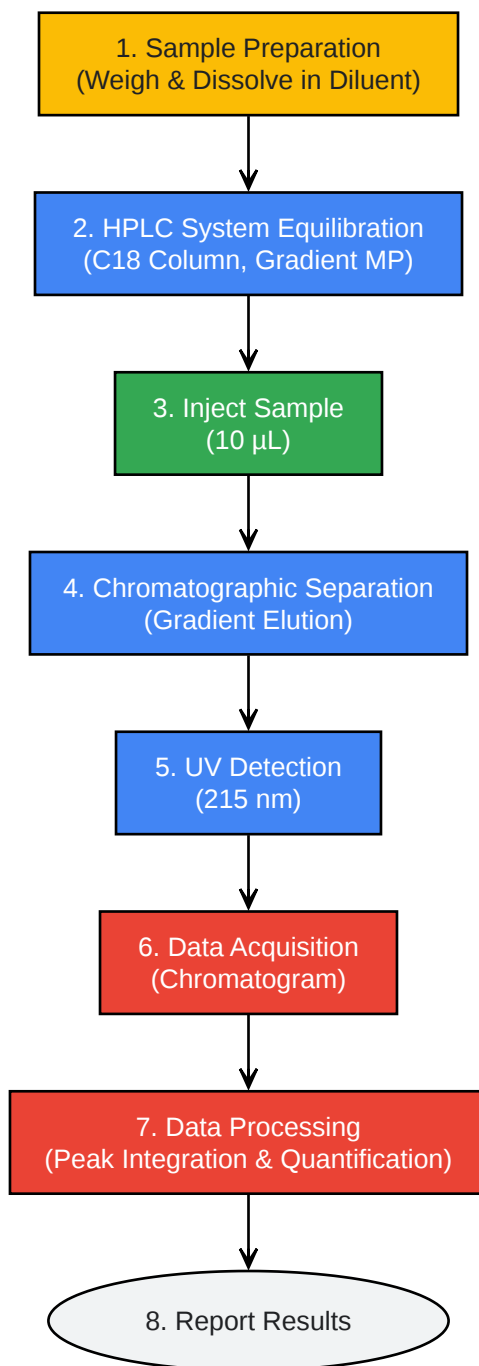 1. Sample Preparation
(Weigh & Dissolve in Diluent)
2. HPLC System Equilibration
(C18 Column, Gradient MP)
3. Inject Sample
(10 µL)
4. Chromatographic Separation
(Gradient Elution)
5. UV Detection
(215 nm)
6. Data Acquisition
(Chromatogram)
7. Data Processing
(Peak Integration & Quantification)
8. Report Results